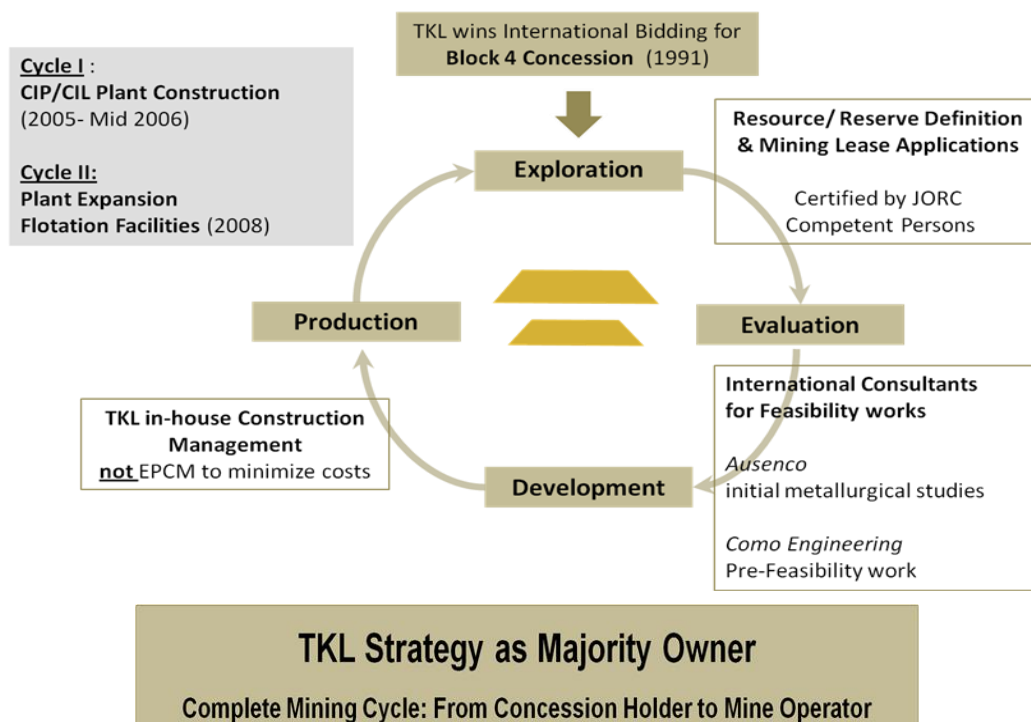 TKL wins International Bidding for
Block 4 Concession (1991)
Cycle I :
CIP/CIL Plant Construction
(2005- Mid 2006)
Cycle II:
Plant Expansion
Flotation Facilities (2008)
Exploration
Resource/ Reserve Definition
& Mining Lease Applications
Certified by JORC
Competent Persons
Production
Evaluation
TKL in-house Construction
Management
not EPCM to minimize costs
Development
International Consultants
for Feasibility works
Ausenco
initial metallurgical studies
Como Engineering
Pre-Feasibility work
TKL Strategy as Majority Owner
Complete Mining Cycle: From Concession Holder to Mine Operator